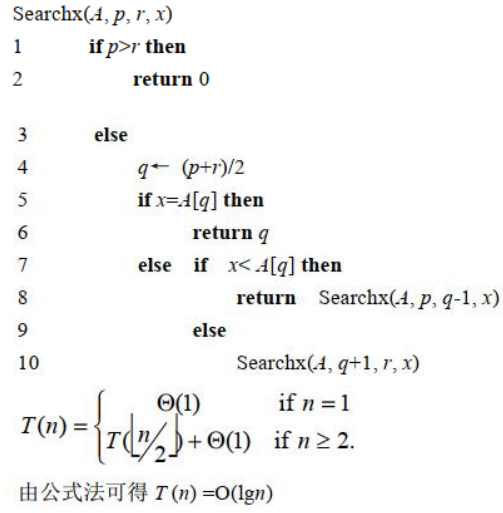 Searchx(A, p, r, x)
1 if p>r then
2 return 0
3 else
4 q← (p+r)/2
5 if x=A[q] then
6 return q
7 else if x< A[q] then
8 return Searchx(A, p, q-1, x)
9 else
10 Searchx(A, q+1, r, x)
T(n) = { Θ(1) if n = 1
T(⌊n/2⌋) + Θ(1) if n ≥ 2.
由公式法可得 T (n) =O(lgn)